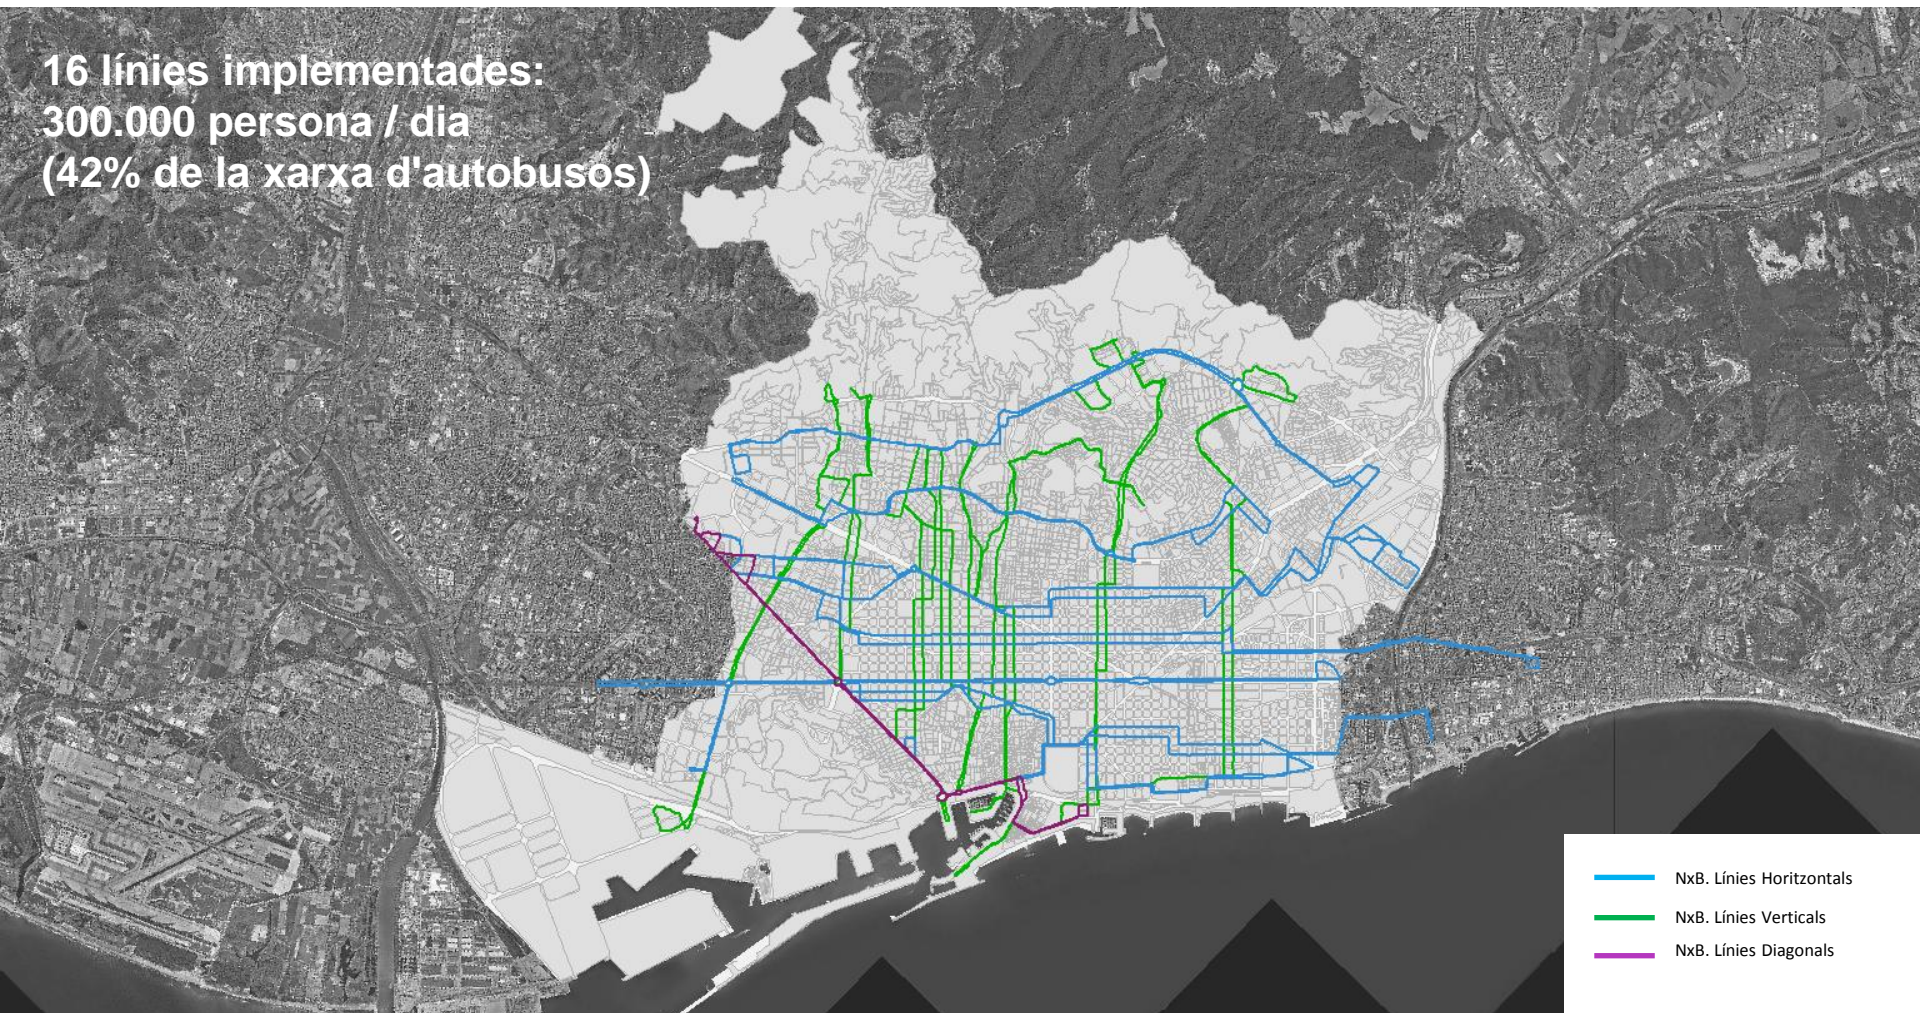 16 línies implementades:
300.000 persona / dia
(42% de la xarxa d'autobusos)
NxB. Línies Horitzontals
NxB. Línies Verticals
NxB. Línies Diagonals